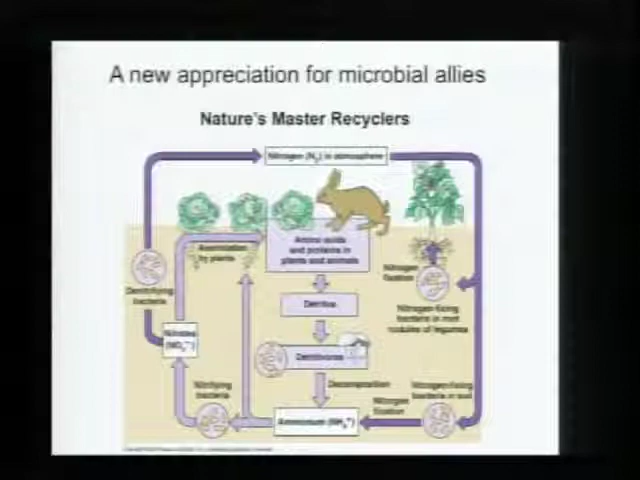 A new appreciation for microbial allies
Nature's Master Recyclers
Nitrogen (N₂) in atmosphere
Assimilation
by plants
Amino acids
and proteins in
plants and animals
Nitrogen
fixation
Denitrifying
bacteria
Detritus
Nitrogen-fixing
bacteria in root
nodules of legumes
Nitrates
(NO₃⁻)
Detritivores
Decomposition
Nitrifying
bacteria
Nitrogen
fixation
Nitrogen-fixing
bacteria in soil
Ammonium (NH₄⁺)